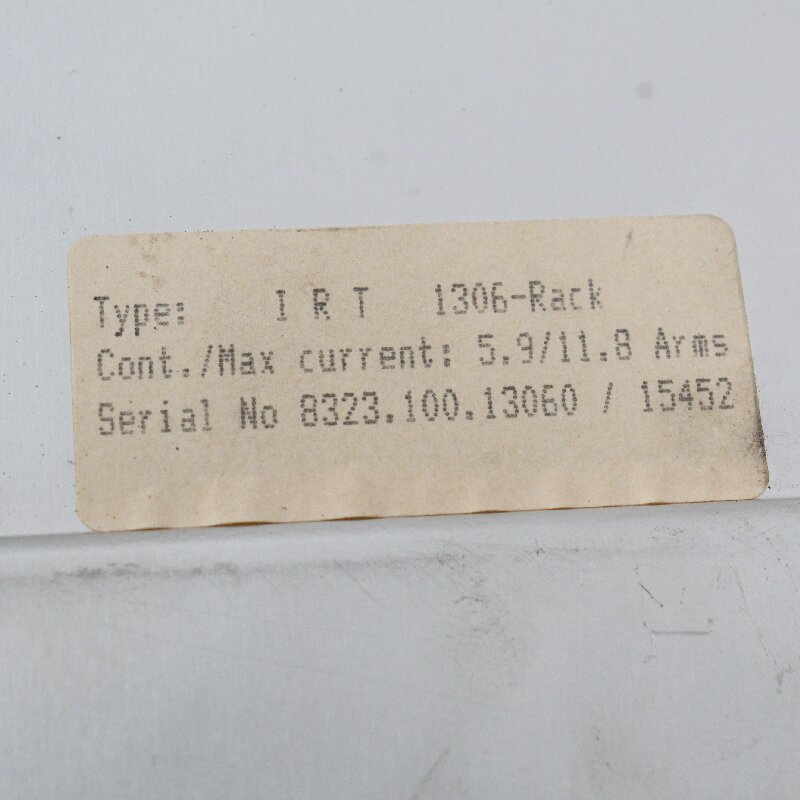 Type: I R T 1306-Rack
Cont./Max current: 5.9/11.8 Arms
Serial No 8323.100.13060 / 15452